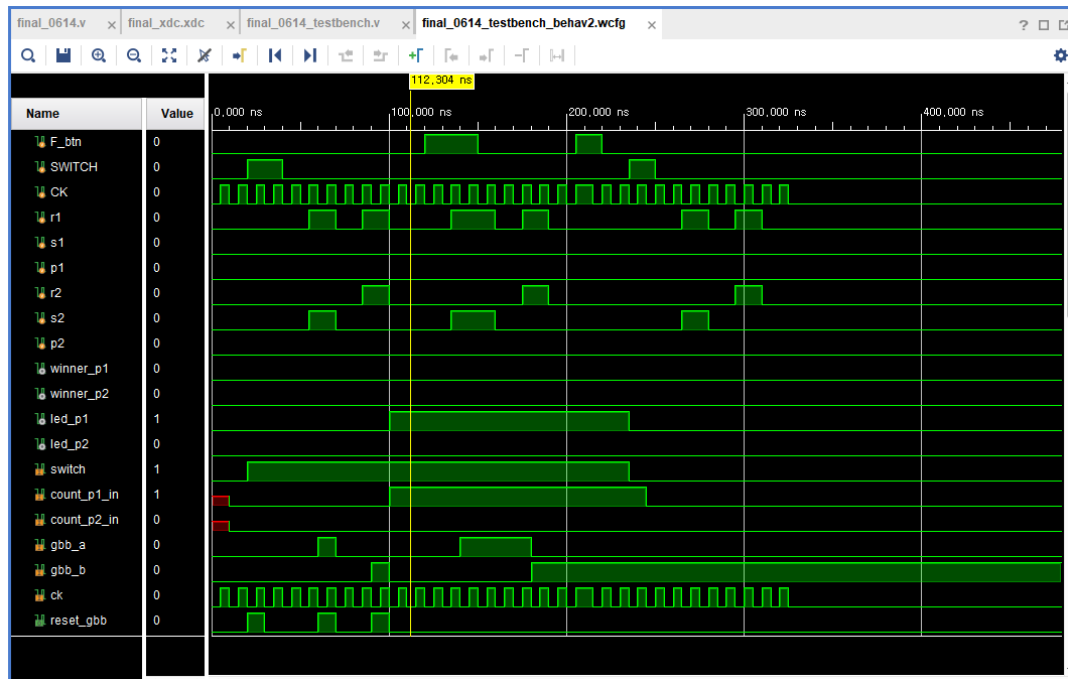 final_0614.v × final_xdc.xdc × final_0614_testbench.v × final_0614_testbench_behav2.wcfg × ?
112,304 ns
Name Value 0,000 ns 100,000 ns 200,000 ns 300,000 ns 400,000 ns
F_btn 0
SWITCH 0
CK 0
r1 0
s1 0
p1 0
r2 0
s2 0
p2 0
winner_p1 0
winner_p2 0
led_p1 1
led_p2 0
switch 1
count_p1_in 1
count_p2_in 0
gbb_a 0
gbb_b 0
ck 0
reset_gbb 0